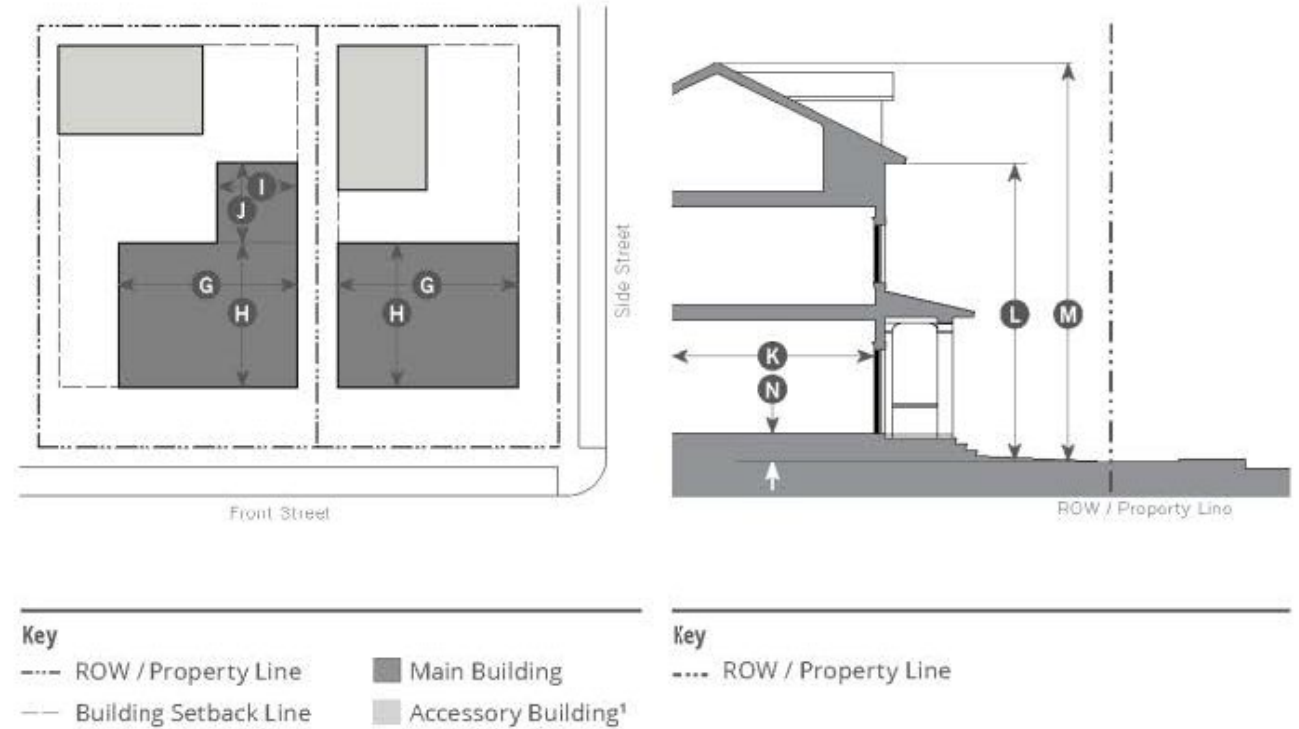 I
J
G
H
G
H
Side Street
Front Street
K
N
L
M
ROW / Property Line
Key
ROW / Property Line
Main Building
Building Setback Line
Accessory Building¹
Key
ROW / Property Line